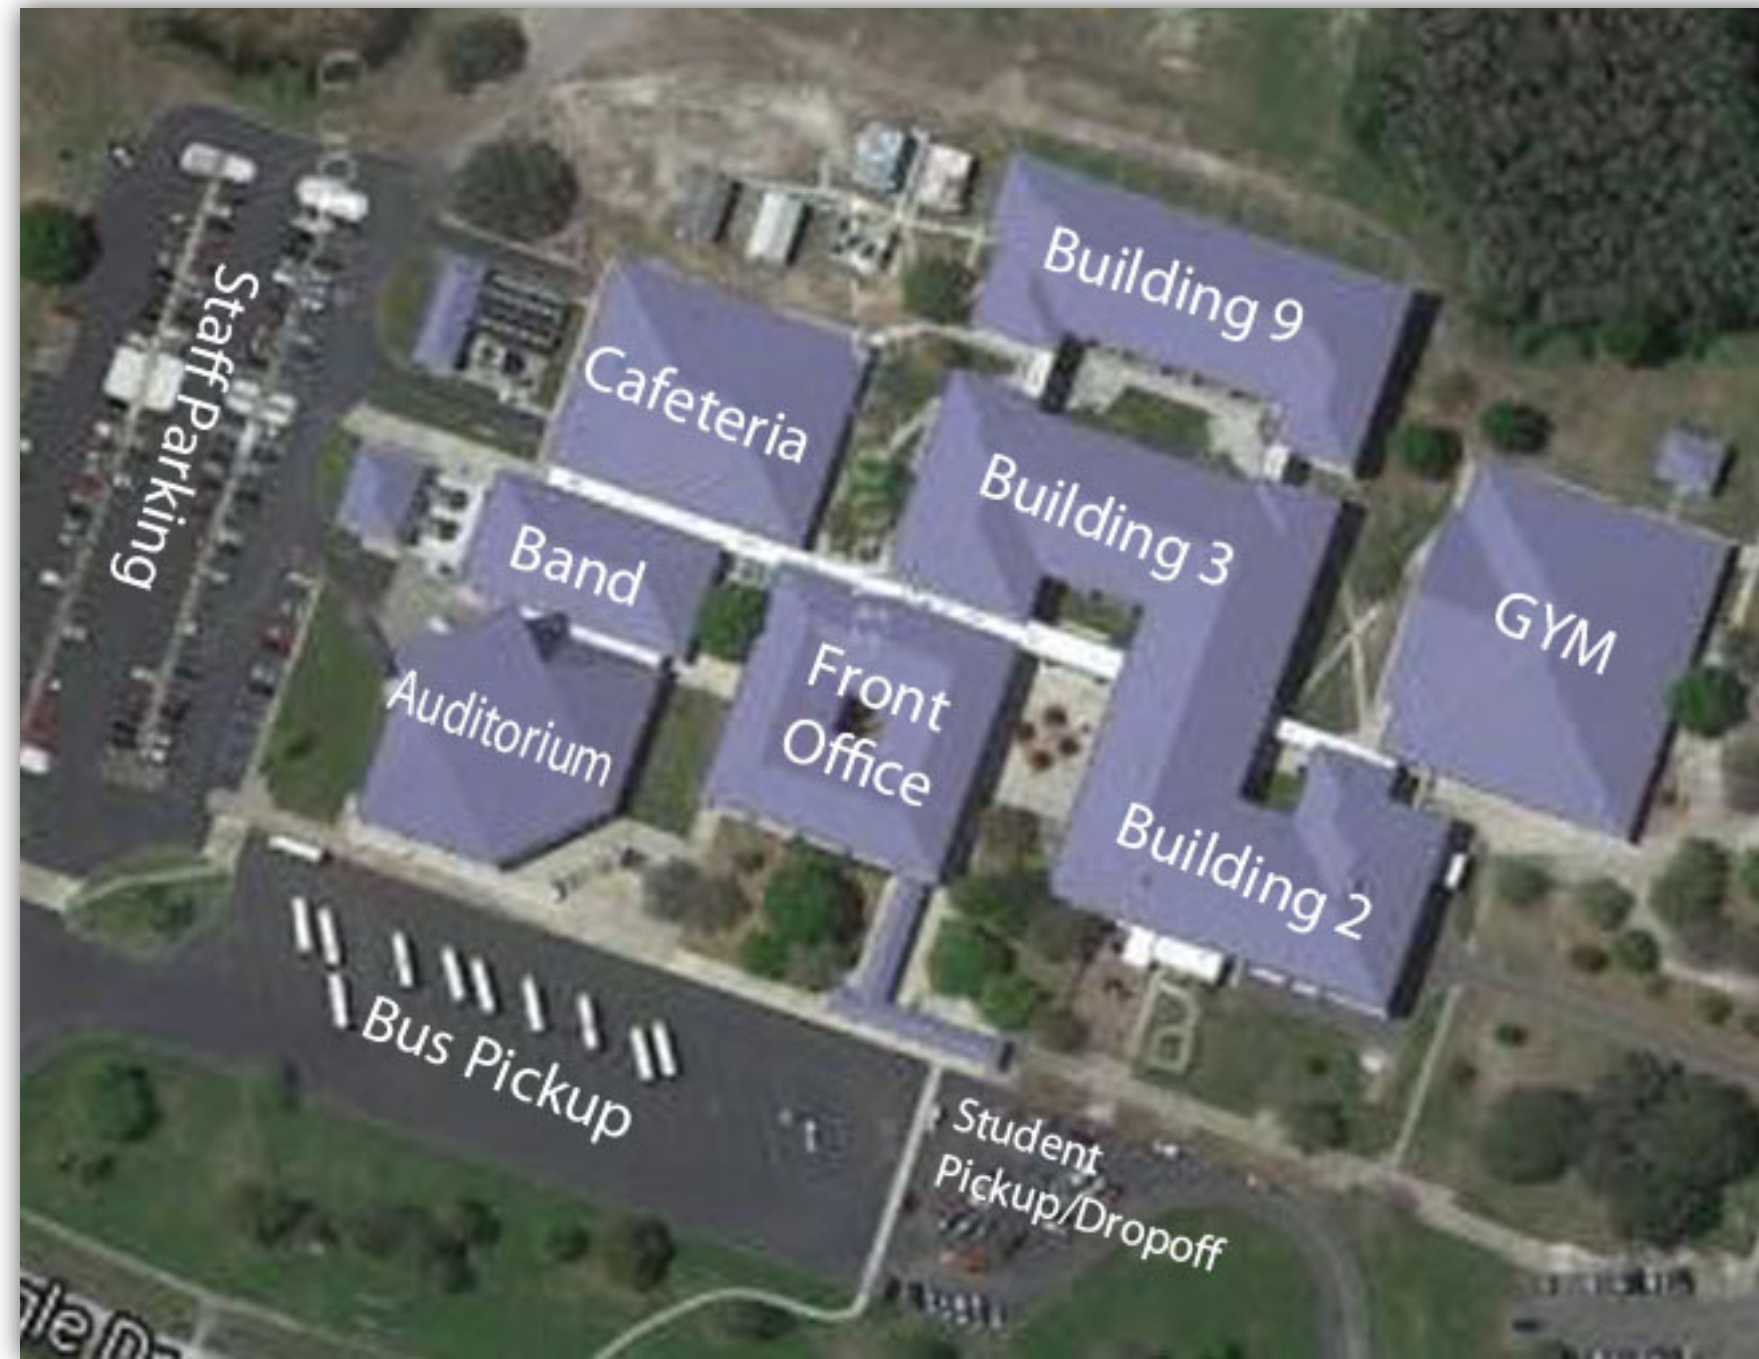 Building 9
Staff Parking
Cafeteria
Building 3
Band
GYM
Front
Office
Auditorium
Building 2
Bus Pickup
Student
Pickup/Dropoff